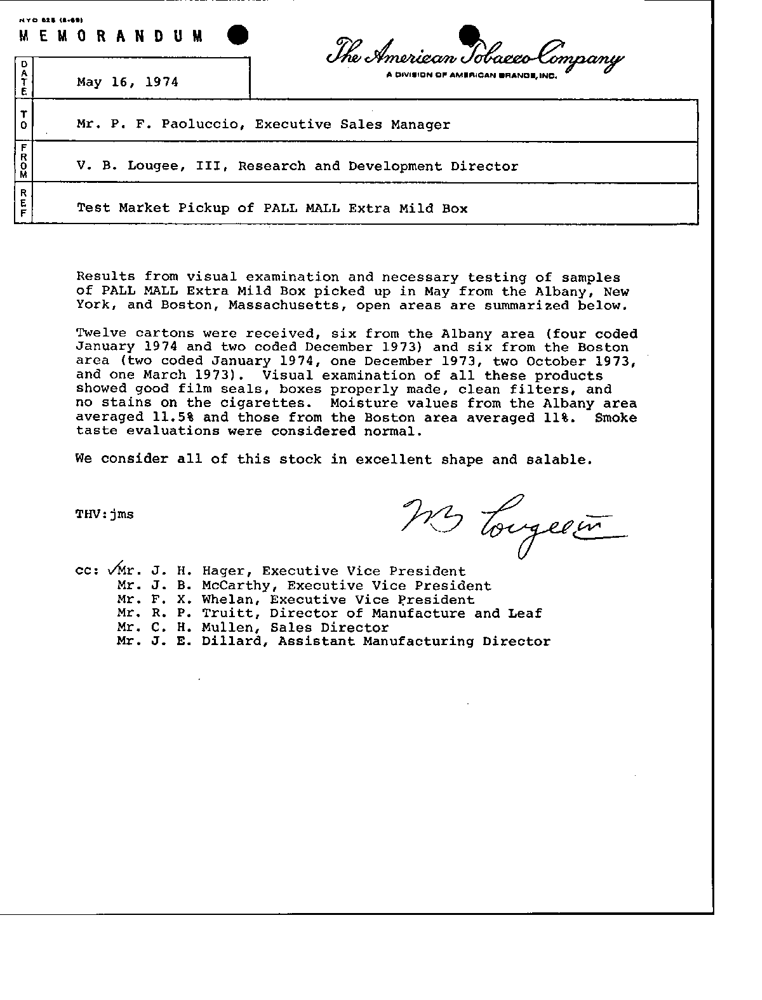 NYO 525 (5-69)
MEMORANDUM
The American Tobacco Company
A DIVISION OF AMERICAN BRANDS, INC.
DATE
May 16, 1974
TO
Mr. P. F. Paoluccio, Executive Sales Manager
FROM
V. B. Lougee, III, Research and Development Director
REF
Test Market Pickup of PALL MALL Extra Mild Box
Results from visual examination and necessary testing of samples
of PALL MALL Extra Mild Box picked up in May from the Albany, New
York, and Boston, Massachusetts, open areas are summarized below.
Twelve cartons were received, six from the Albany area (four coded
January 1974 and two coded December 1973) and six from the Boston
area (two coded January 1974, one December 1973, two October 1973,
and one March 1973). Visual examination of all these products
showed good film seals, boxes properly made, clean filters, and
no stains on the cigarettes. Moisture values from the Albany area
averaged 11.5% and those from the Boston area averaged 11%. Smoke
taste evaluations were considered normal.
We consider all of this stock in excellent shape and salable.
THV:jms
VB Lougee III
cc: ✓Mr. J. H. Hager, Executive Vice President
Mr. J. B. McCarthy, Executive Vice President
Mr. F. X. Whelan, Executive Vice President
Mr. R. P. Truitt, Director of Manufacture and Leaf
Mr. C. H. Mullen, Sales Director
Mr. J. E. Dillard, Assistant Manufacturing Director